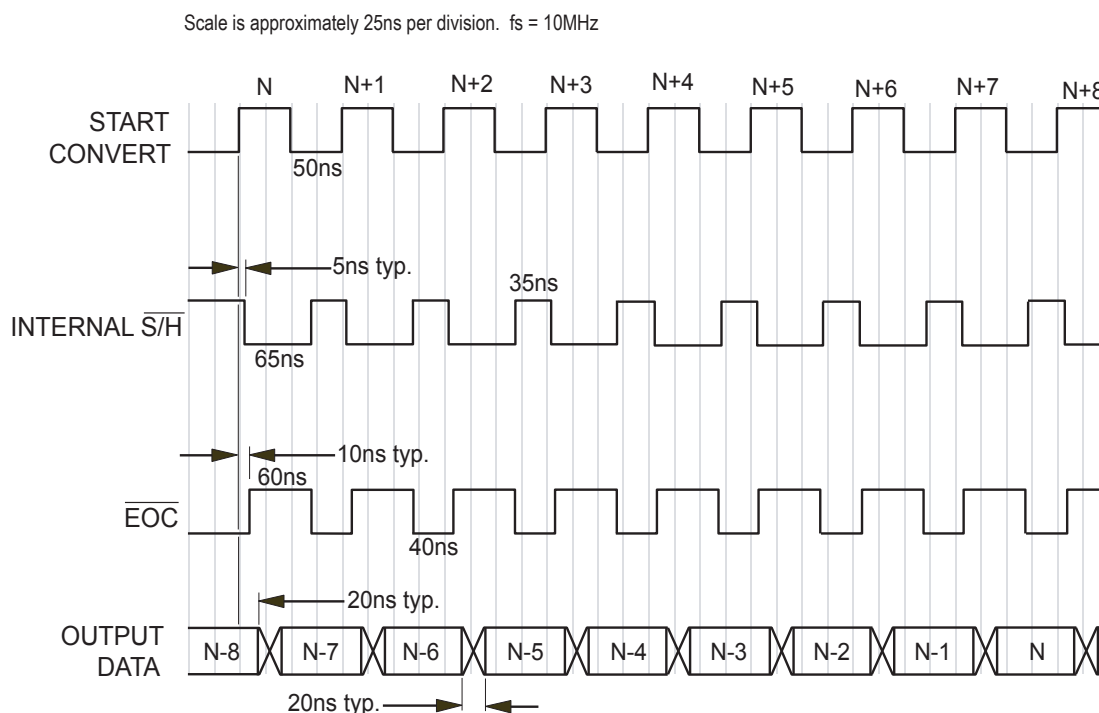 Scale is approximately 25ns per division. fs = 10MHz
N N+1 N+2 N+3 N+4 N+5 N+6 N+7 N+8
START
CONVERT
50ns
5ns typ.
35ns
INTERNAL S/H
65ns
10ns typ.
60ns
EOC
40ns
20ns typ.
OUTPUT
DATA
N-8 N-7 N-6 N-5 N-4 N-3 N-2 N-1 N
20ns typ.